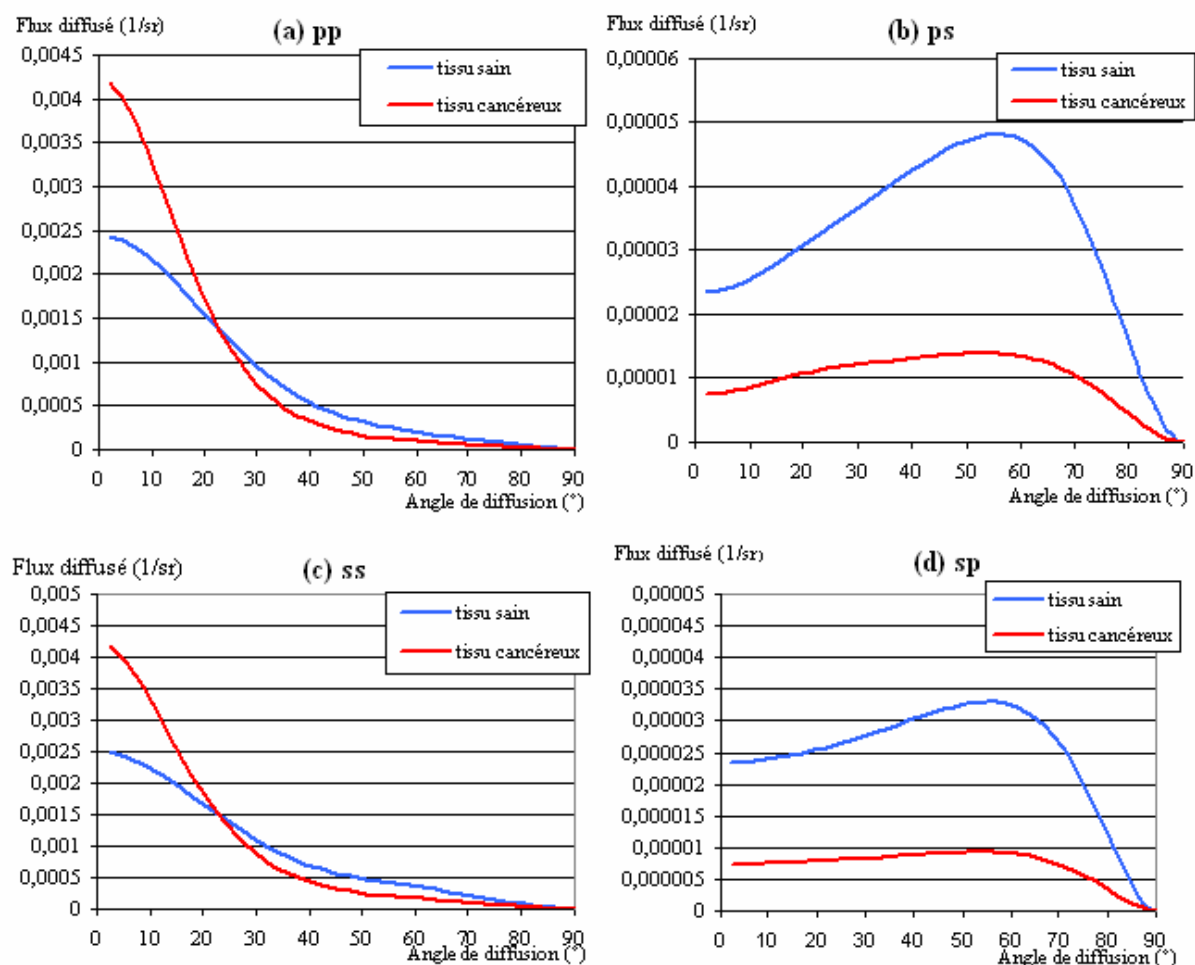 Flux diffusé (1/sr)
(a) pp
tissu sain
tissu cancéreux
0,0045
0,004
0,0035
0,003
0,0025
0,002
0,0015
0,001
0,0005
0
0 10 20 30 40 50 60 70 80 90
Angle de diffusion (°)
Flux diffusé (1/sr)
(b) ps
tissu sain
tissu cancéreux
0,00006
0,00005
0,00004
0,00003
0,00002
0,00001
0
0 10 20 30 40 50 60 70 80 90
Angle de diffusion (°)
Flux diffusé (1/sr)
(c) ss
tissu sain
tissu cancéreux
0,005
0,0045
0,004
0,0035
0,003
0,0025
0,002
0,0015
0,001
0,0005
0
0 10 20 30 40 50 60 70 80 90
Angle de diffusion (°)
Flux diffusé (1/sr)
(d) sp
tissu sain
tissu cancéreux
0,00005
0,000045
0,00004
0,000035
0,00003
0,000025
0,00002
0,000015
0,00001
0,000005
0
0 10 20 30 40 50 60 70 80 90
Angle de diffusion (°)